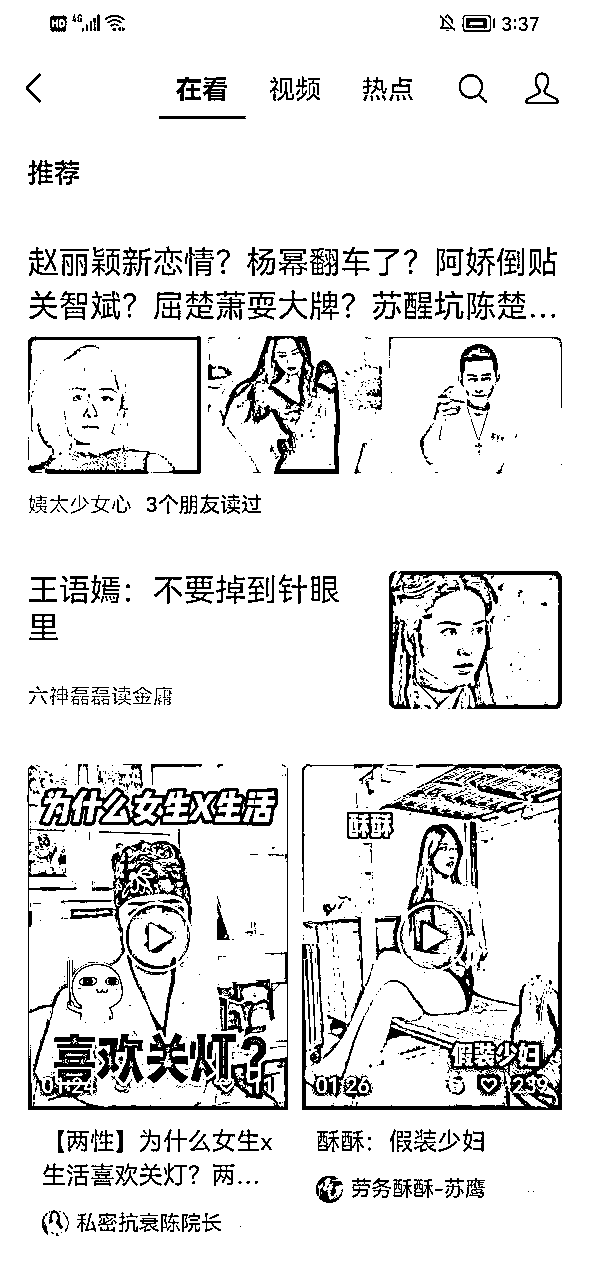 HD 4G 3:37
在看 视频 热点
推荐
赵丽颖新恋情？杨幂翻车了？阿娇倒贴
关智斌？屈楚萧耍大牌？苏醒坑陈楚...
姨太少女心 3个朋友读过
王语嫣：不要掉到针眼
里
六神磊磊读金庸
为什么女生X生活
喜欢关灯？
01:24
酥酥
假装少妇
01:26 239
【两性】为什么女生x
生活喜欢关灯？两...
私密抗衰陈院长
酥酥：假装少妇
劳务酥酥-苏鹰